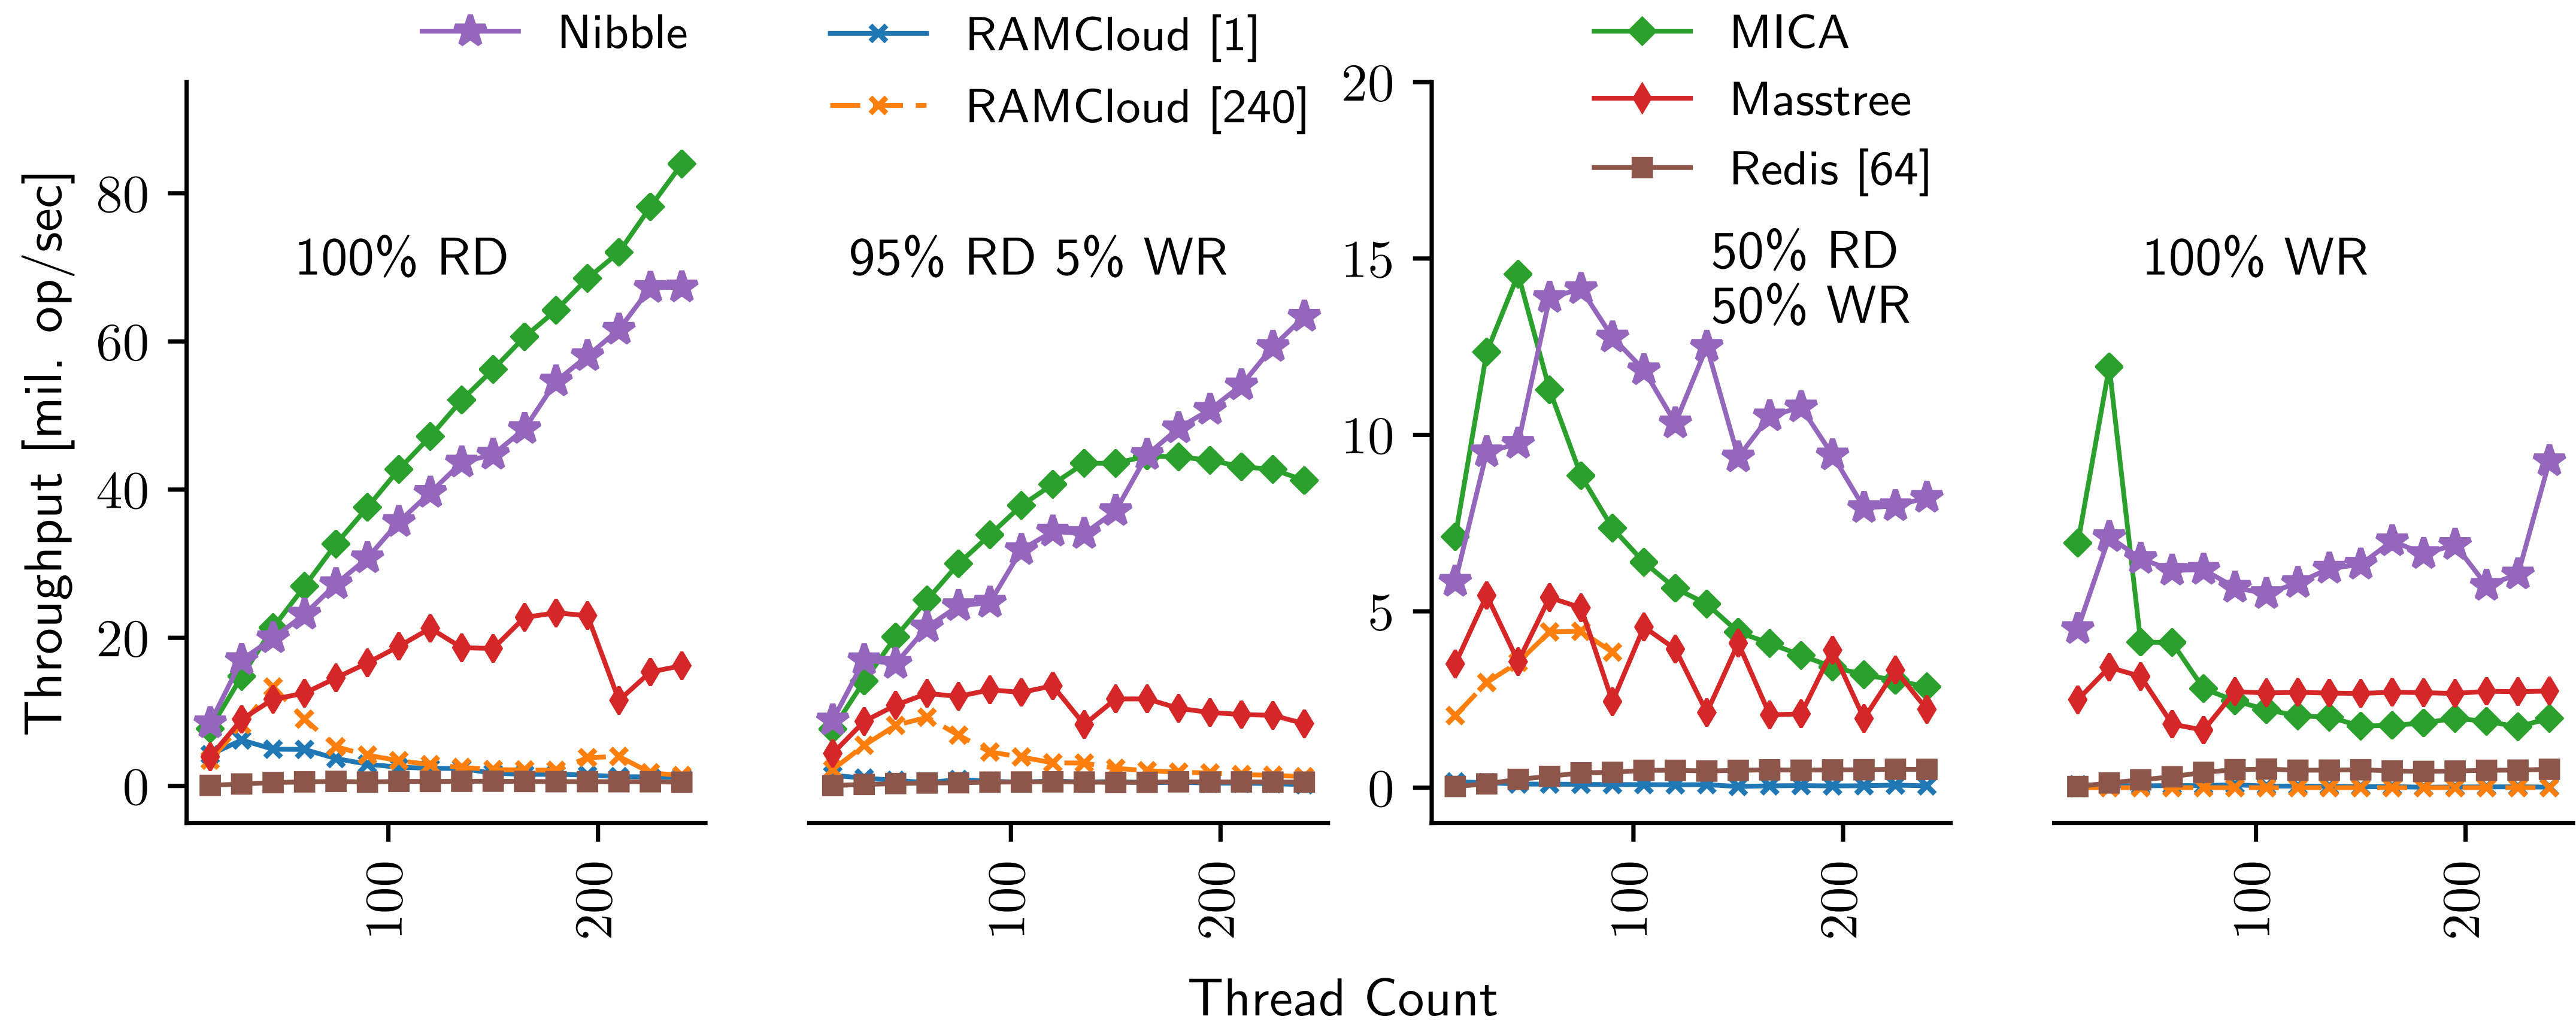 Nibble
RAMCloud [1]
RAMCloud [240]
MICA
Masstree
Redis [64]
Throughput [mil. op/sec]
80
60
40
20
0
100% RD
100
200
95% RD 5% WR
100
200
20
15
10
5
0
50% RD
50% WR
100
200
100% WR
100
200
Thread Count